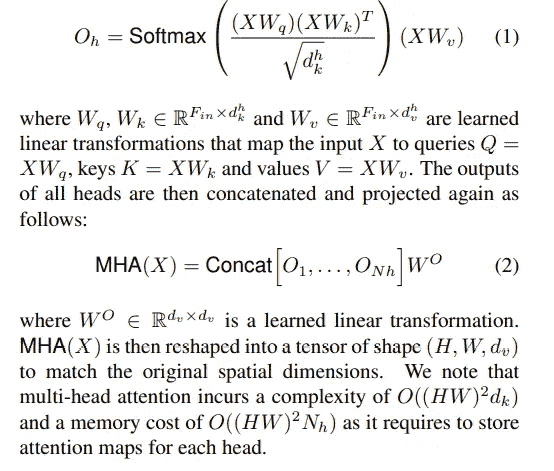 $O_h = \text{Softmax}\left(\frac{(XW_q)(XW_k)^T}{\sqrt{d_k^h}}\right)(XW_v)$ (1)
where $W_q, W_k \in \mathbb{R}^{F_{in} \times d_k^h}$ and $W_v \in \mathbb{R}^{F_{in} \times d_v^h}$ are learned
linear transformations that map the input $X$ to queries $Q =$
$XW_q$, keys $K = XW_k$ and values $V = XW_v$. The outputs
of all heads are then concatenated and projected again as
follows:
$\text{MHA}(X) = \text{Concat}\left[O_1, \ldots, O_{Nh}\right]W^O$ (2)
where $W^O \in \mathbb{R}^{d_v \times d_v}$ is a learned linear transformation.
$\text{MHA}(X)$ is then reshaped into a tensor of shape $(H, W, d_v)$
to match the original spatial dimensions. We note that
multi-head attention incurs a complexity of $O((HW)^2 d_k)$
and a memory cost of $O((HW)^2 N_h)$ as it requires to store
attention maps for each head.